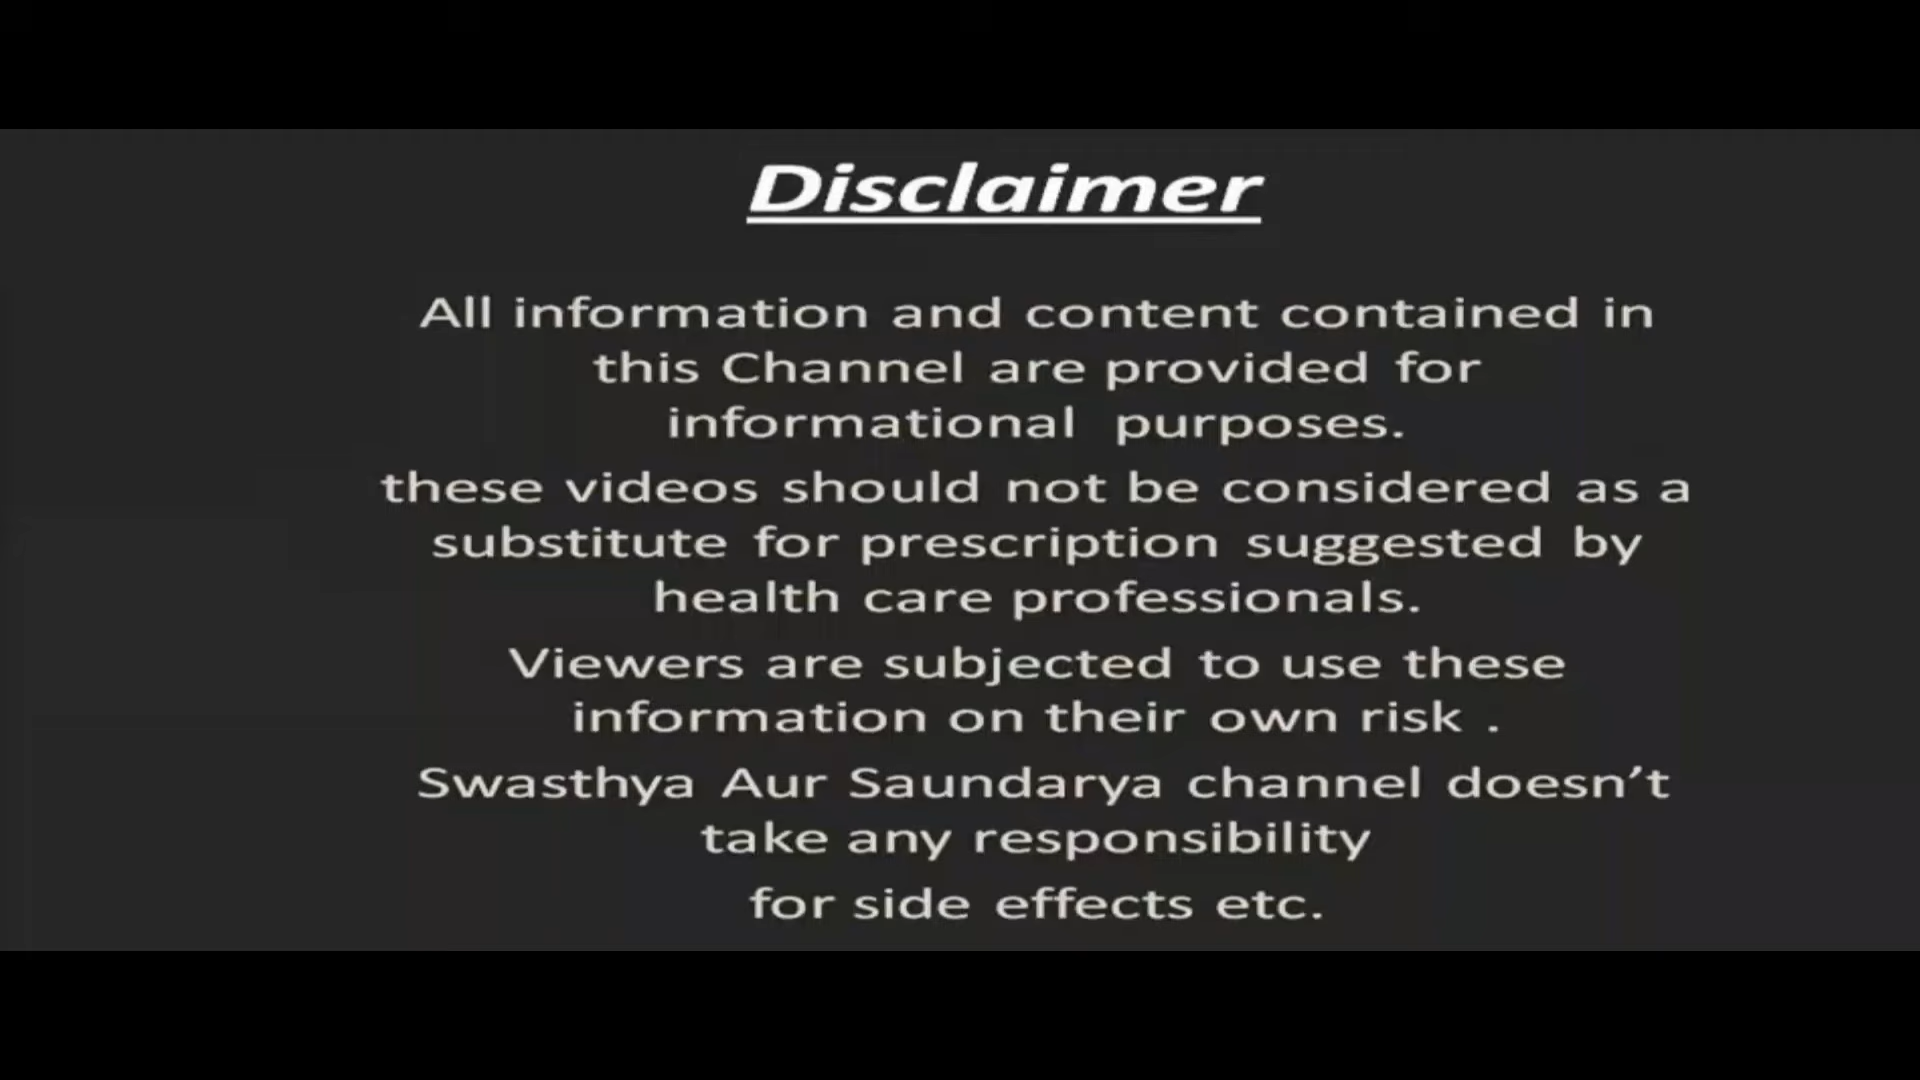 Disclaimer
All information and content contained in
this Channel are provided for
informational purposes.
these videos should not be considered as a
substitute for prescription suggested by
health care professionals.
Viewers are subjected to use these
information on their own risk .
Swasthya Aur Saundarya channel doesn’t
take any responsibility
for side effects etc.